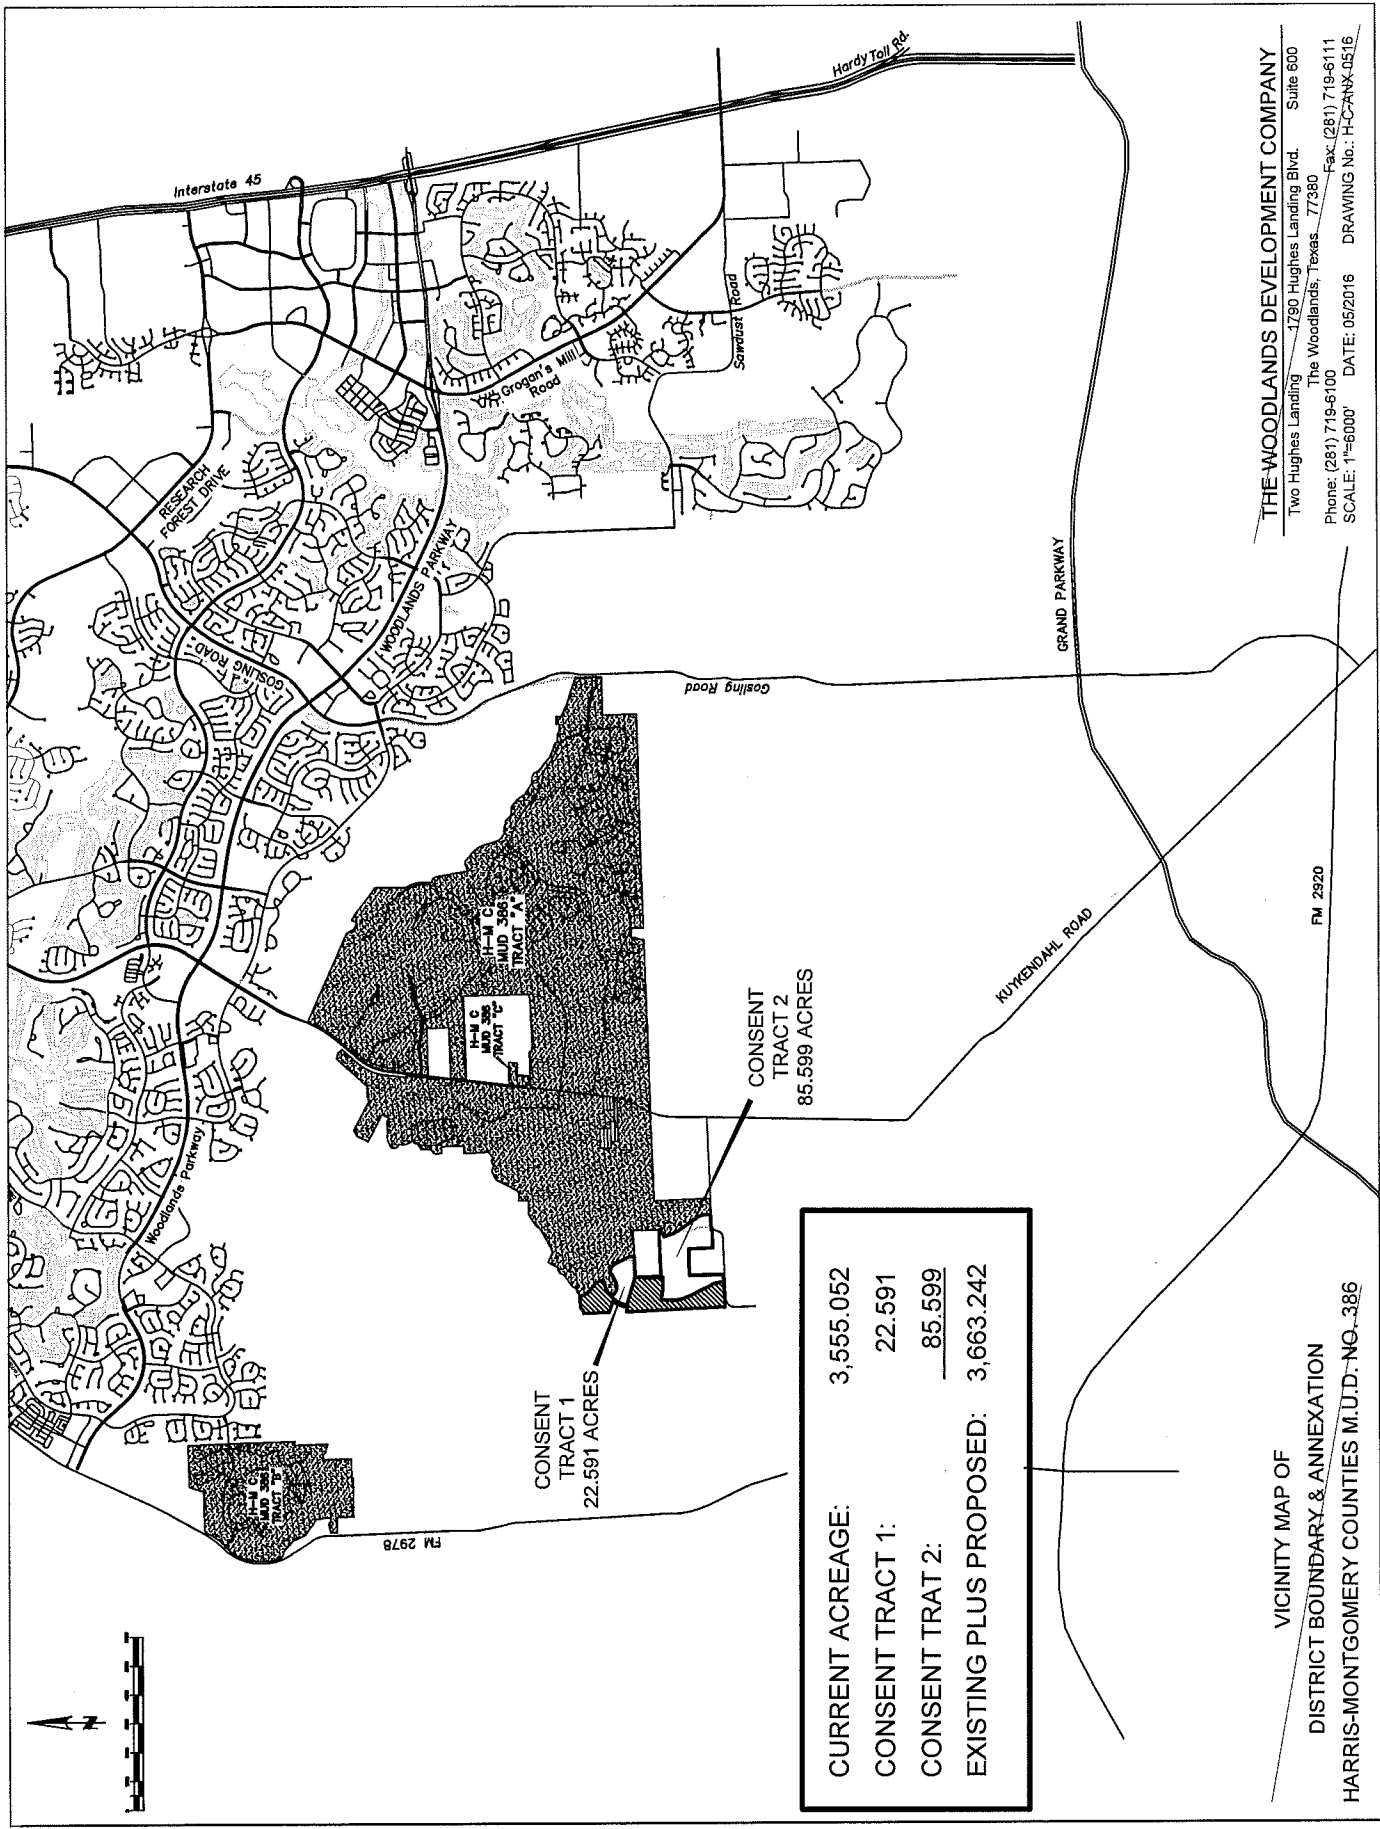 Interstate 45
Hardy Toll Rd.
RESEARCH
FOREST DRIVE
Grogan's Mill
Road
Sawdust Road
WOODLANDS PARKWAY
GOSLING ROAD
Gosling Road
GRAND PARKWAY
Woodlands Parkway
H-M C
MUD 386
TRACT "A"
H-M C
MUD 386
TRACT "C"
H-M C
MUD 386
TRACT "B"
FM 2978
KUYKENDAHL ROAD
FM 2920
CONSENT
TRACT 1
22.591 ACRES
CONSENT
TRACT 2
85.599 ACRES
N
CURRENT ACREAGE: 3,555.052
CONSENT TRACT 1: 22.591
CONSENT TRAT 2: 85.599
EXISTING PLUS PROPOSED: 3,663.242
VICINITY MAP OF
DISTRICT BOUNDARY & ANNEXATION
HARRIS-MONTGOMERY COUNTIES M.U.D. NO. 386
THE WOODLANDS DEVELOPMENT COMPANY
Two Hughes Landing 1790 Hughes Landing Blvd. Suite 600
The Woodlands, Texas 77380
Phone: (281) 719-6100 Fax: (281) 719-6111
SCALE: 1"=6000' DATE: 05/2016 DRAWING No.: H-C-ANX-0516